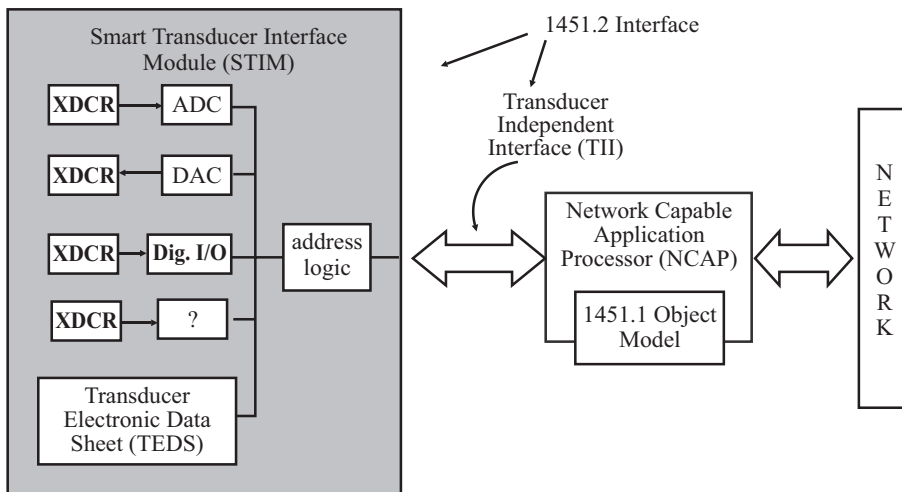 Smart Transducer Interface
Module (STIM)
XDCR
ADC
XDCR
DAC
XDCR
Dig. I/O
XDCR
?
Transducer
Electronic Data
Sheet (TEDS)
address
logic
1451.2 Interface
Transducer
Independent
Interface (TII)
Network Capable
Application
Processor (NCAP)
1451.1 Object
Model
N
E
T
W
O
R
K